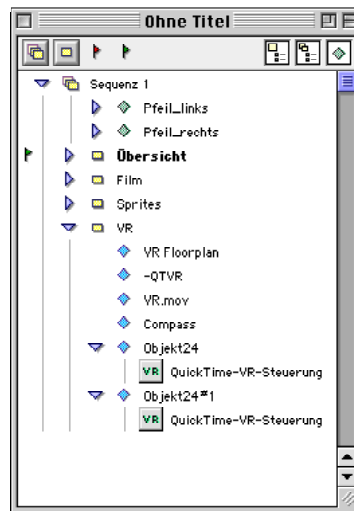 Ohne Titel
Sequenz 1
Pfeil_links
Pfeil_rechts
Übersicht
Film
Sprites
VR
VR Floorplan
-QTVR
VR.mov
Compass
Objekt24
VR QuickTime-VR-Steuerung
Objekt24#1
VR QuickTime-VR-Steuerung